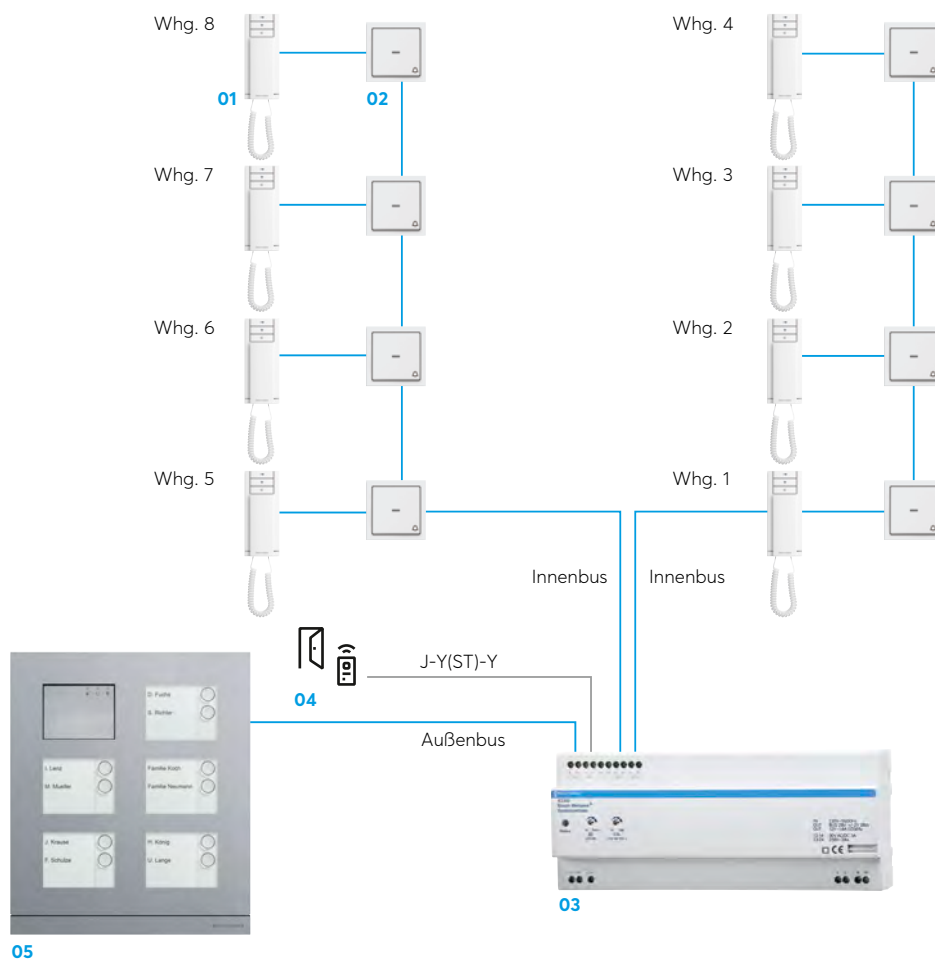 Whg. 8
Whg. 4
01
02
Whg. 7
Whg. 3
Whg. 6
Whg. 2
Whg. 5
Whg. 1
Innenbus
Innenbus
J-Y(ST)-Y
04
Außenbus
D. Fuchs
S. Richter
I. Lenz
M. Mueller
Familie Koch
Familie Neumann
J. Krause
F. Schulze
H. König
U. Lange
CE
03
05